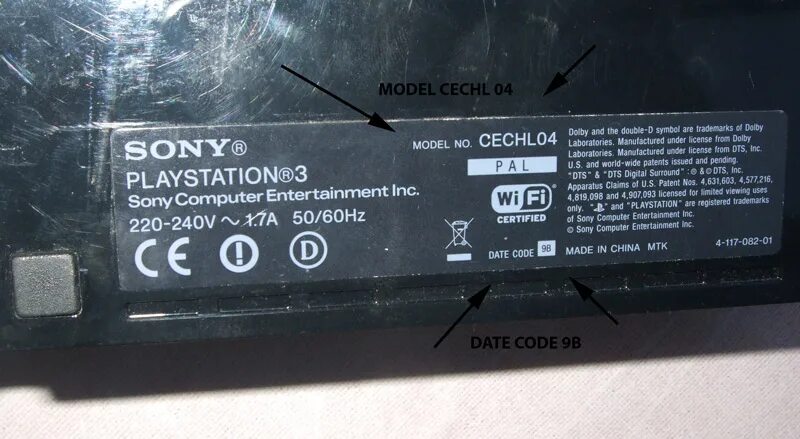 MODEL CECHL 04
SONY®
PLAYSTATION®3
Sony Computer Entertainment Inc.
220-240V ~ 1.7A 50/60Hz
CE
D
MODEL NO. CECHL04
PAL
Wi Fi
CERTIFIED
DATE CODE 9B
MADE IN CHINA MTK
Dolby and the double-D symbol are trademarks of Dolby
Laboratories. Manufactured under license from Dolby
Laboratories. Manufactured under license from DTS, Inc.
U.S. and world-wide patents issued and pending.
"DTS" & "DTS Digital Surround" : ® & © DTS, Inc.
Apparatus Claims of U.S. Patent Nos. 4,631,603, 4,577,216,
4,819,098 and 4,907,093 licensed for limited viewing uses
only. " " and "PLAYSTATION" are registered trademarks
of Sony Computer Entertainment Inc.
© Sony Computer Entertainment Inc.
4-117-082-01
DATE CODE 9B